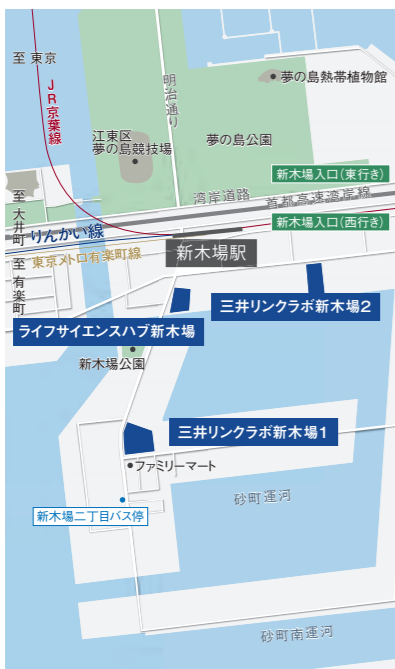 至 東京
JR京葉線
明治通り
夢の島熱帯植物館
江東区
夢の島競技場
夢の島公園
新木場入口(東行き)
湾岸道路
首都高速湾岸線
至 大井町
りんかい線
新木場入口(西行き)
東京メトロ有楽町線
新木場駅
至 有楽町
三井リンクラボ新木場2
ライフサイエンスハブ新木場
新木場公園
三井リンクラボ新木場1
ファミリーマート
砂町運河
新木場二丁目バス停
砂町南運河